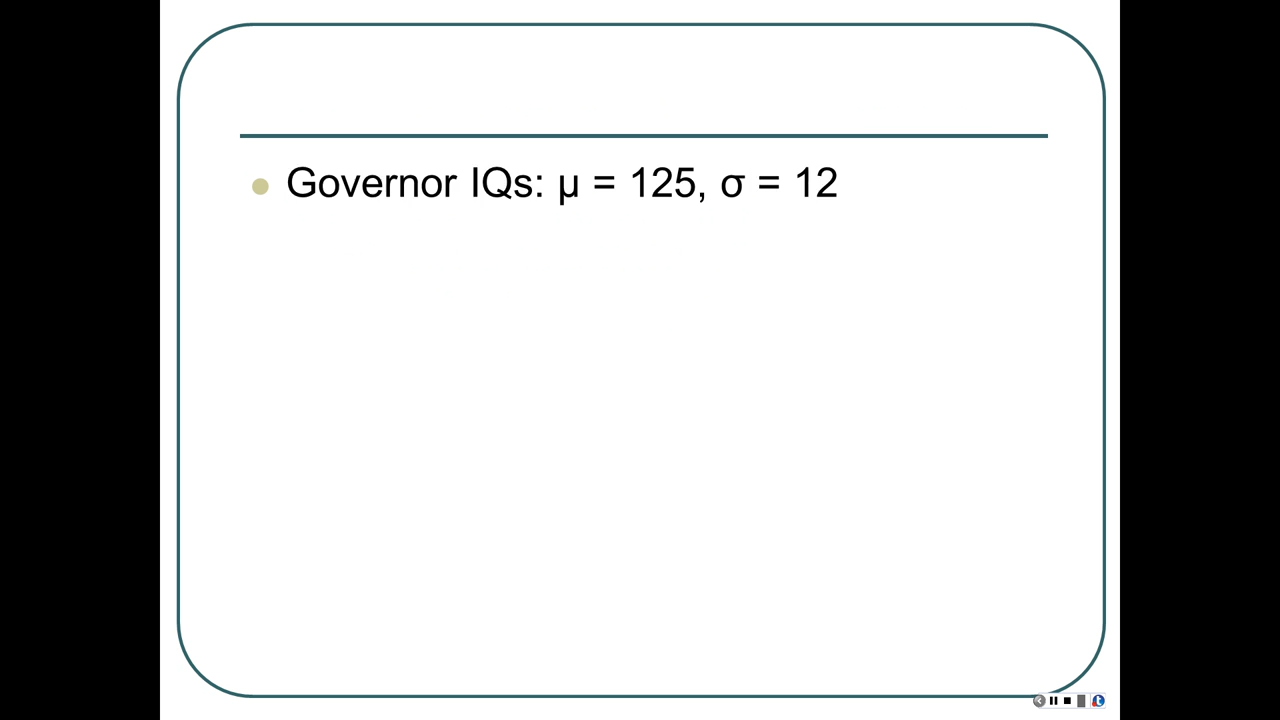 Governor IQs: μ = 125, σ = 12